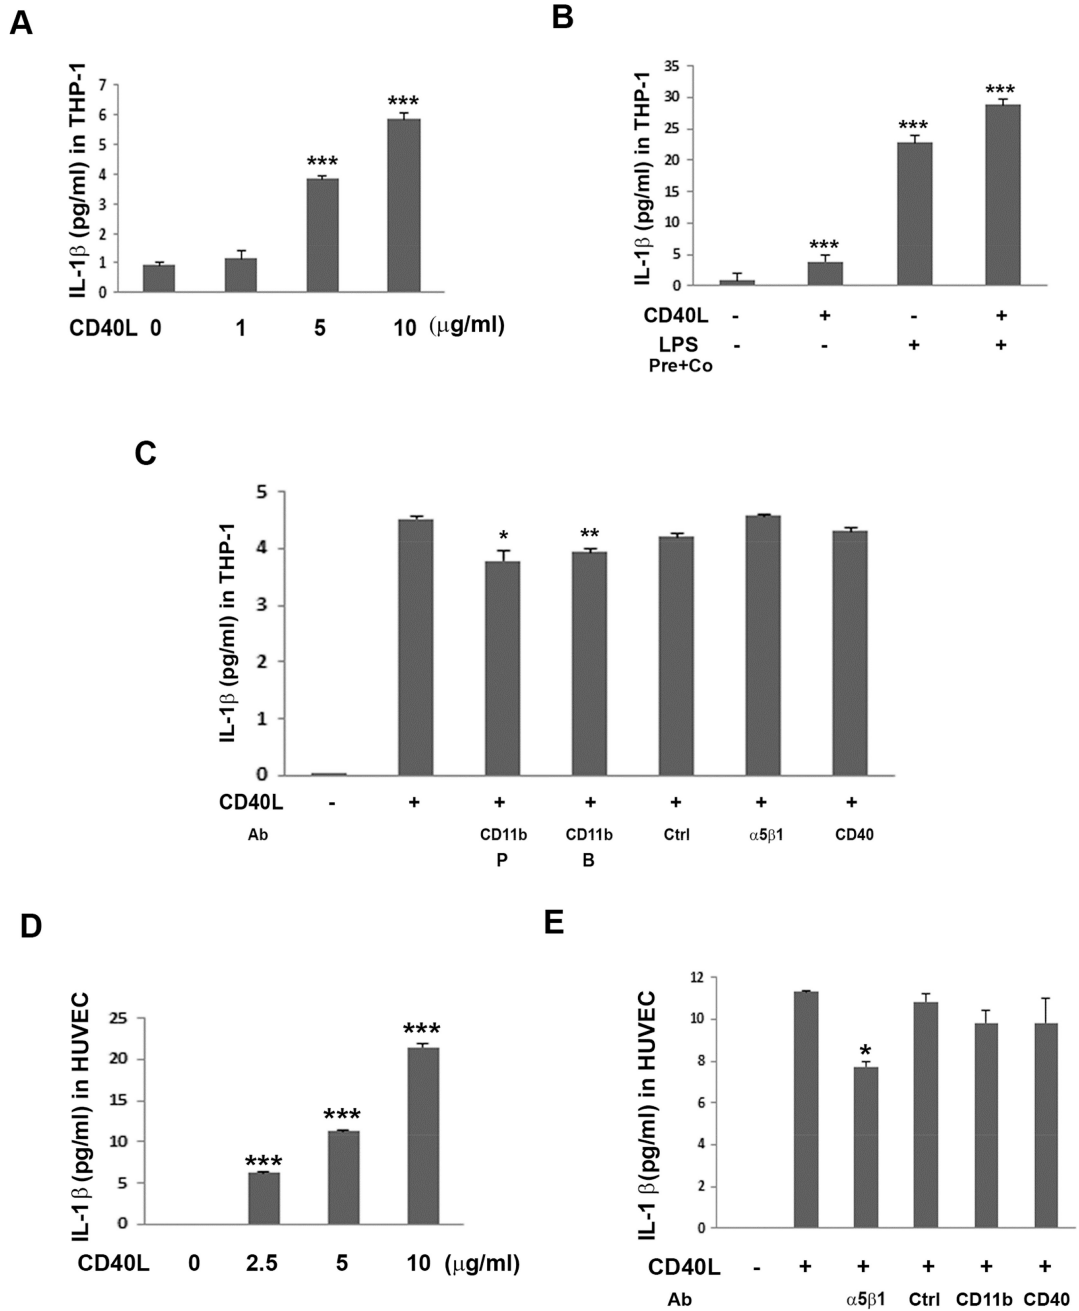 A
IL-1β (pg/ml) in THP-1
7
6
5
4
3
2
1
0
***
***
CD40L 0 1 5 10 (μg/ml)
B
IL-1β (pg/ml) in THP-1
35
30
25
20
15
10
5
0
***
***
***
CD40L - + - +
LPS - - + +
Pre+Co
C
IL-1β (pg/ml) in THP-1
5
4
3
2
1
0
*
**
CD40L - + + + + + +
Ab CD11b CD11b Ctrl α5β1 CD40
P B
D
IL-1β (pg/ml) in HUVEC
25
20
15
10
5
0
***
***
***
CD40L 0 2.5 5 10 (μg/ml)
E
IL-1 β(pg/ml) in HUVEC
12
10
8
6
4
2
0
*
CD40L - + + + + +
Ab α5β1 Ctrl CD11b CD40